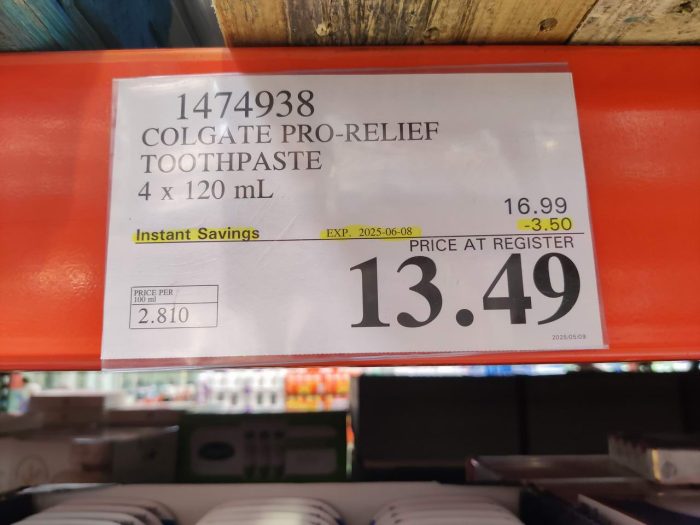 1474938
COLGATE PRO-RELIEF
TOOTHPASTE
4 x 120 mL
16.99
Instant Savings EXP. 2025-06-08 -3.50
PRICE AT REGISTER
13.49
PRICE PER
100 ml
2.810
2025/05/09